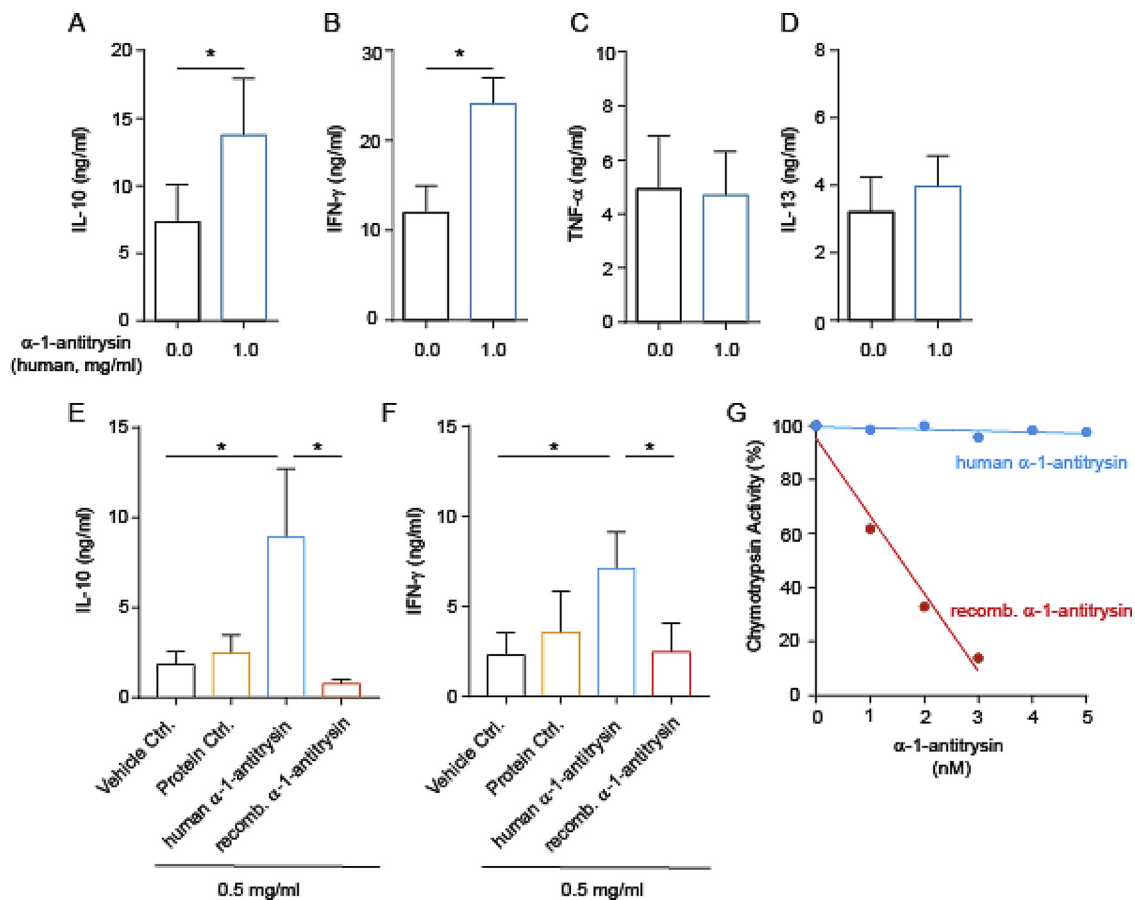 A
B
C
D
*
*
20
15
10
5
0
IL-10 (ng/ml)
30
20
10
0
IFN-γ (ng/ml)
10
8
6
4
2
0
TNF-α (ng/ml)
8
6
4
2
0
IL-13 (ng/ml)
α-1-antitrysin
(human, mg/ml)
0.0
1.0
0.0
1.0
0.0
1.0
0.0
1.0
E
F
G
15
10
5
0
IL-10 (ng/ml)
*
*
Vehicle Ctrl.
Protein Ctrl.
human α-1-antitrysin
recomb. α-1-antitrysin
0.5 mg/ml
15
10
5
0
IFN-γ (ng/ml)
*
*
Vehicle Ctrl.
Protein Ctrl.
human α-1-antitrysin
recomb. α-1-antitrysin
0.5 mg/ml
100
80
60
40
20
0
Chymotrypsin Activity (%)
human α-1-antitrysin
recomb. α-1-antitrysin
0
1
2
3
4
5
α-1-antitrysin
(nM)